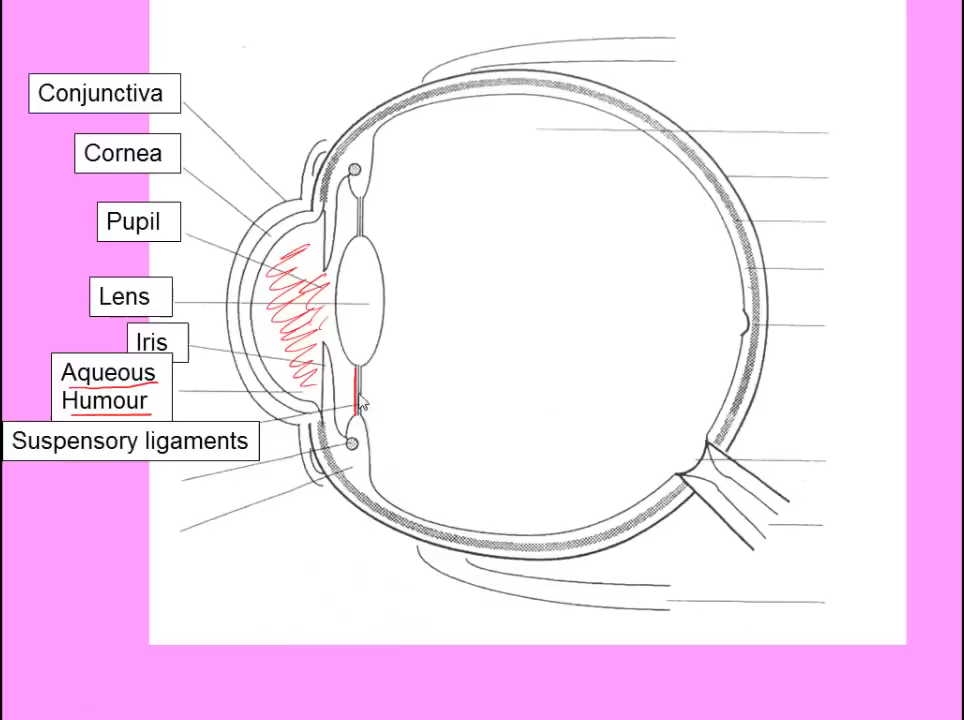 Conjunctiva
Cornea
Pupil
Lens
Iris
Aqueous
Humour
Suspensory ligaments